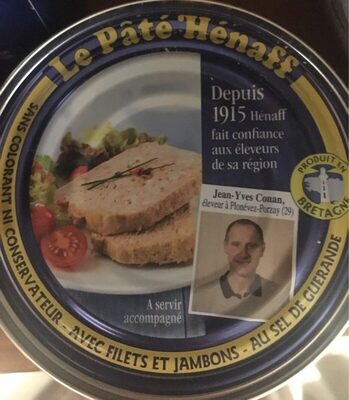 Le Pâté Hénaff
Depuis
1915 Hénaff
fait confiance
aux éleveurs
de sa région
PRODUIT EN
BRETAGNE
Jean-Yves Conan,
éleveur à Plonévez-Porzay (29)
A servir
accompagné
SANS COLORANT NI CONSERVATEUR - AVEC FILETS ET JAMBONS - AU SEL DE GUERANDE